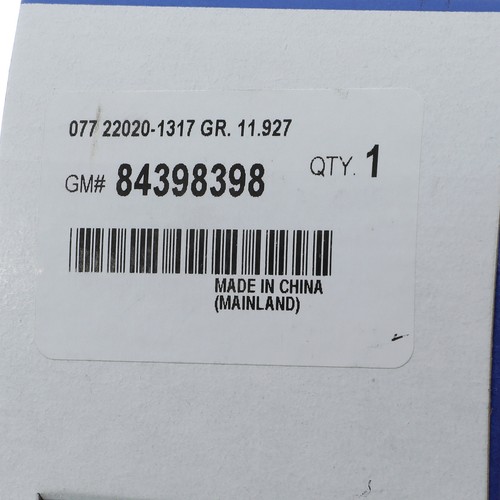 077 22020-1317 GR. 11.927
GM# 84398398 QTY. 1
MADE IN CHINA
(MAINLAND)